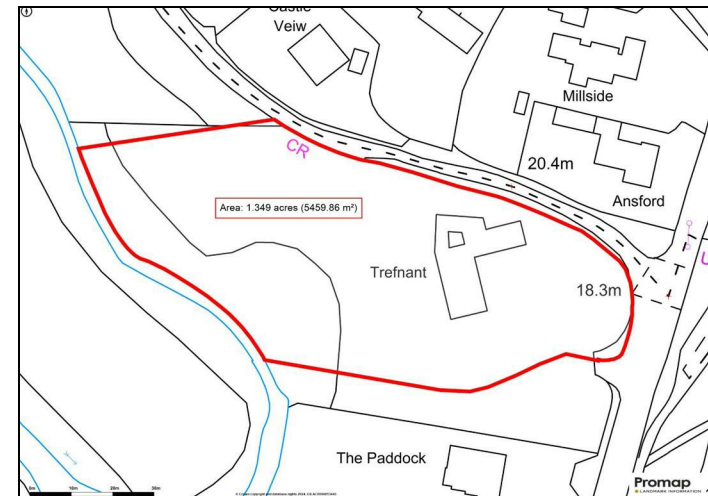 Castle
Veiw
Millside
CR
20.4m
Ansford
Area: 1.349 acres (5459.86 m²)
Trefnant
18.3m
U
The Paddock
0m 10m 20m 30m
Promap
LANDMARK INFORMATION